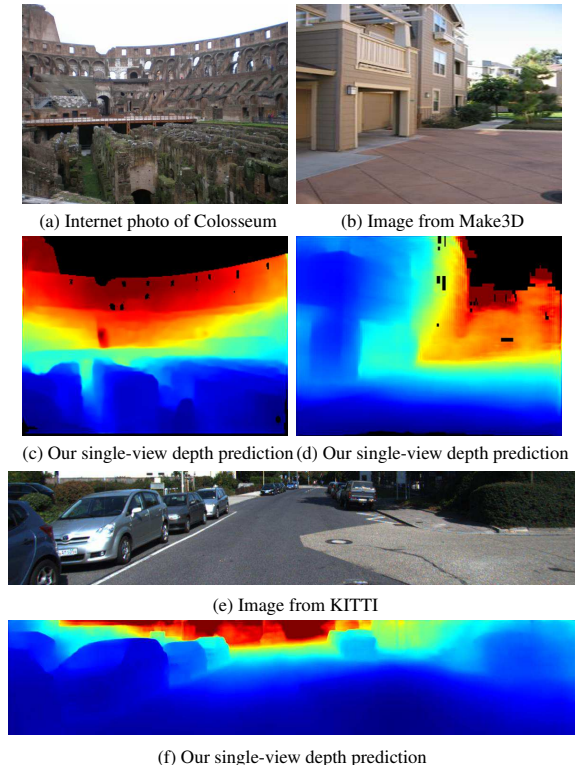 (a) Internet photo of Colosseum
(b) Image from Make3D
(c) Our single-view depth prediction
(d) Our single-view depth prediction
(e) Image from KITTI
(f) Our single-view depth prediction